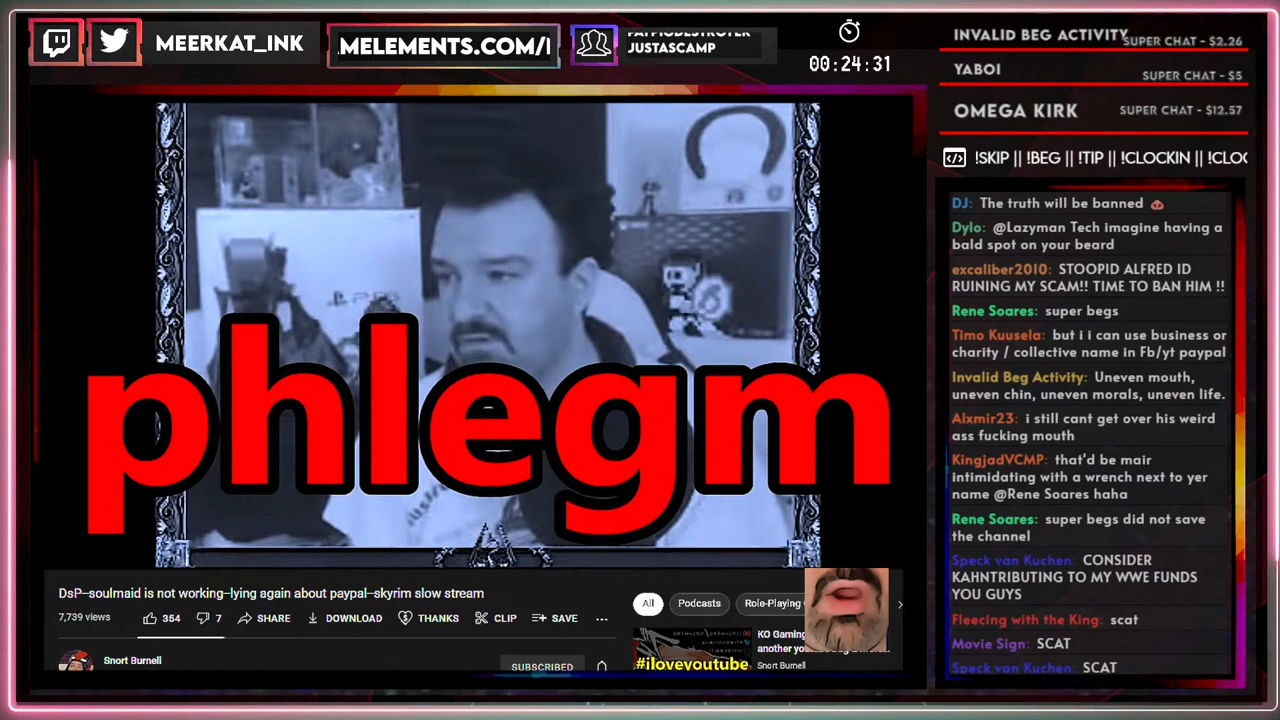 MEERKAT_INK
MELEMENTS.COM/
JUSTASCAMP
00:24:31
INVALID BEG ACTIVITY
SUPER CHAT - $2.26
YABOI
SUPER CHAT - $5
OMEGA KIRK
SUPER CHAT - $12.57
!SKIP || !BEG || !TIP || !CLOCKIN || !CLOC
phlegm
DJ: The truth will be banned
Dylo: @Lazyman Tech imagine having a
bald spot on your beard
excaliber2010: STOOPID ALFRED ID
RUINING MY SCAM!! TIME TO BAN HIM !!
Rene Soares: super begs
Timo Kuusela: but i i can use business or
charity / collective name in Fb/yt paypal
Invalid Beg Activity: Uneven mouth,
uneven chin, uneven morals, uneven life.
Alxmir23: i still cant get over his weird
ass fucking mouth
KingjadVCMP: that'd be mair
intimidating with a wrench next to yer
name @Rene Soares haha
Rene Soares: super begs did not save
the channel
Speck van Kuchen: CONSIDER
KAHNTRIBUTING TO MY WWE FUNDS
YOU GUYS
Fleecing with the King: scat
Movie Sign: SCAT
Speck van Kuchen: SCAT
DsP–soulmaid is not working–lying again about paypal–skyrim slow stream
7,739 views
354
7
SHARE
DOWNLOAD
THANKS
CLIP
SAVE
Snort Burnell
SUBSCRIBED
All
Podcasts
Role-Playing
KO Gaming
#iloveyoutube
Snort Burnell